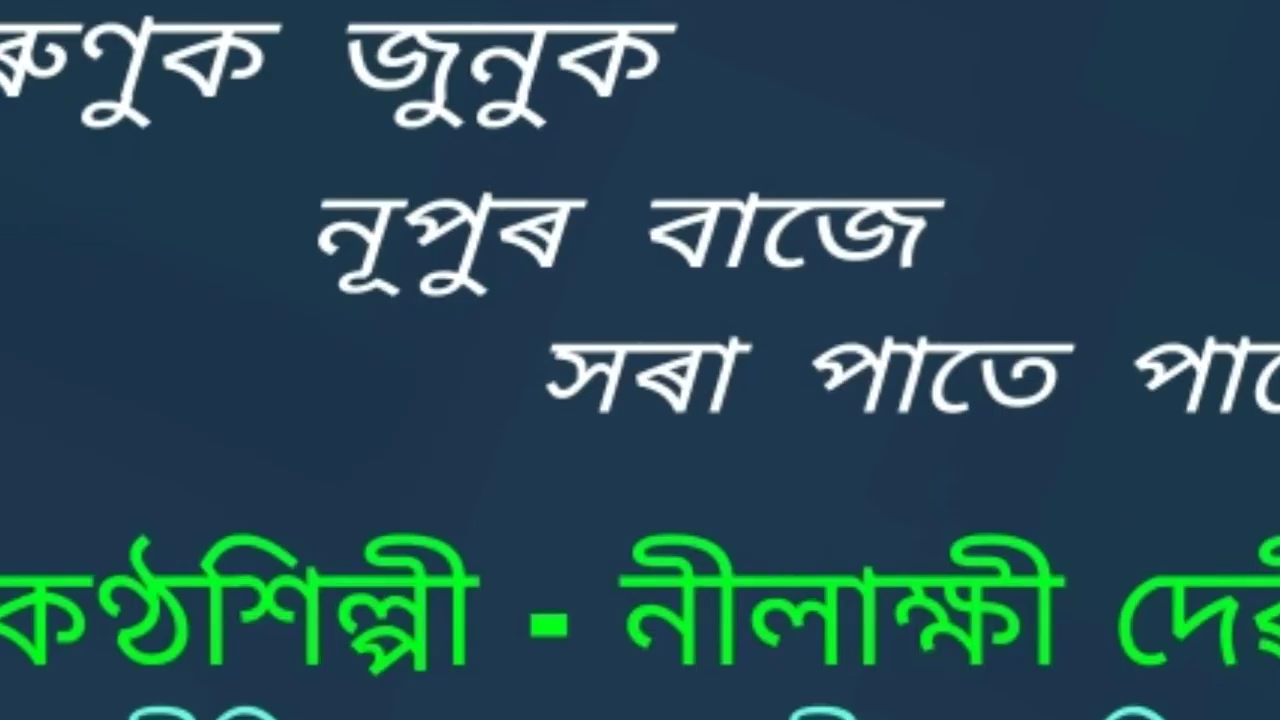 ৰুণুক জুনুক
নূপুৰ বাজে
সৰা পাতে
কণ্ঠশিল্পী - নীলাক্ষী